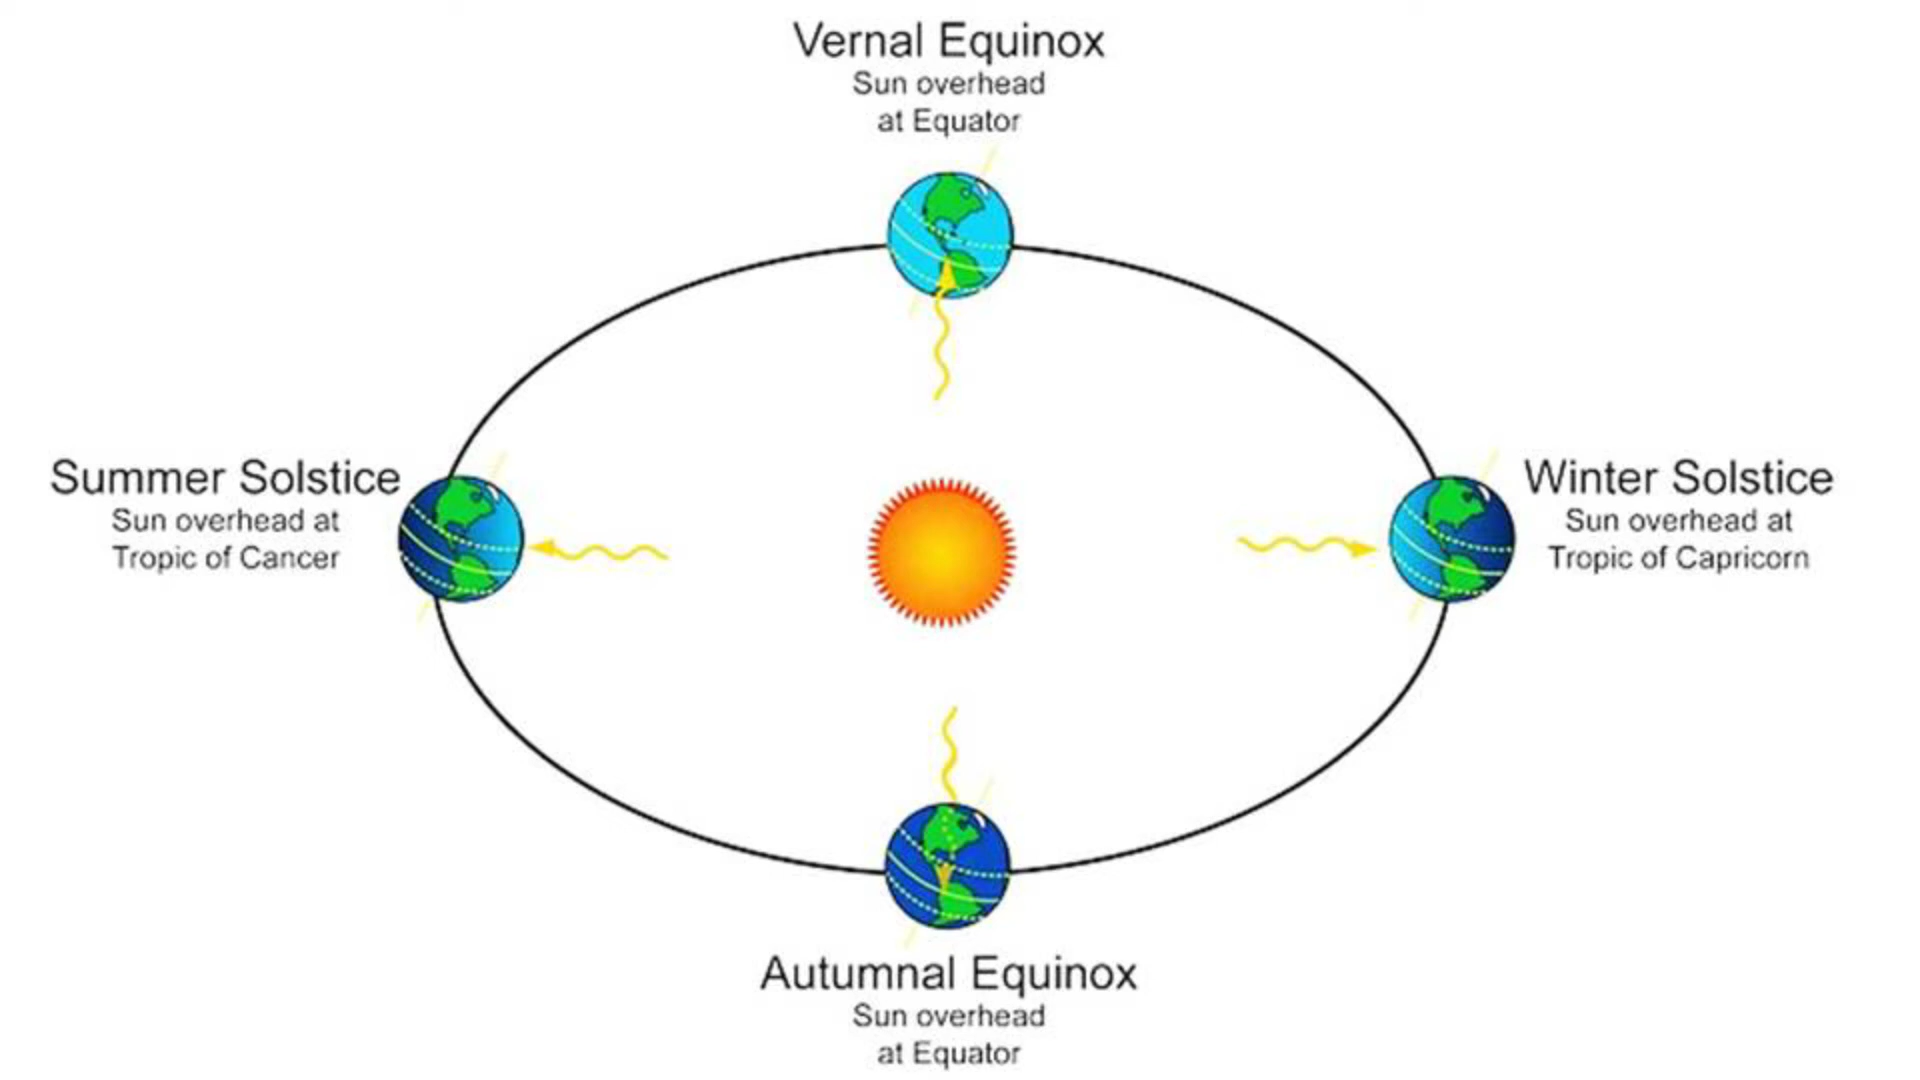 Vernal Equinox
Sun overhead
at Equator
Summer Solstice
Sun overhead at
Tropic of Cancer
Winter Solstice
Sun overhead at
Tropic of Capricorn
Autumnal Equinox
Sun overhead
at Equator